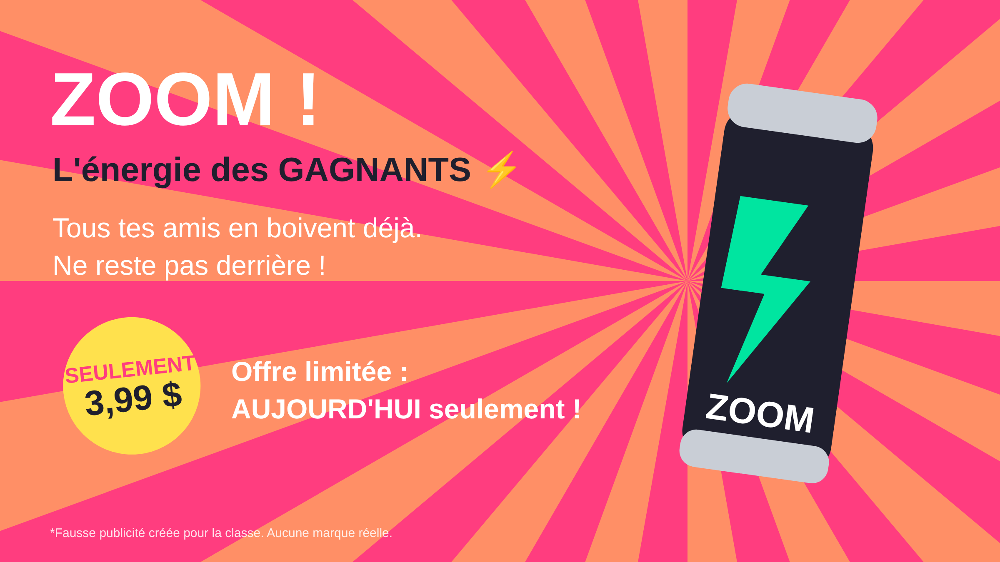 ZOOM !
L'énergie des GAGNANTS ⚡
Tous tes amis en boivent déjà.
Ne reste pas derrière !
SEULEMENT
3,99 $
Offre limitée :
AUJOURD'HUI seulement !
ZOOM
*Fausse publicité créée pour la classe. Aucune marque réelle.